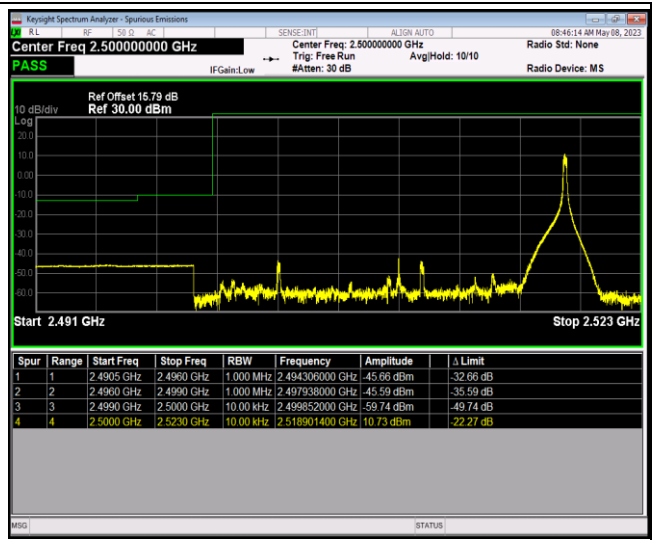 Keysight Spectrum Analyzer - Spurious Emissions
RL RF 50 Ω AC SENSE:INT ALIGN AUTO 08:46:14 AM May 08, 2023
Center Freq 2.500000000 GHz Center Freq: 2.500000000 GHz Radio Std: None
Trig: Free Run Avg|Hold: 10/10
PASS IFGain:Low #Atten: 30 dB Radio Device: MS
Ref Offset 15.79 dB
10 dB/div Ref 30.00 dBm
Log
20.0
10.0
0.00
-10.0
-20.0
-30.0
-40.0
-50.0
-60.0
Start 2.491 GHz Stop 2.523 GHz
Spur Range Start Freq Stop Freq RBW Frequency Amplitude Δ Limit
1 1 2.4905 GHz 2.4960 GHz 1.000 MHz 2.494306000 GHz -45.66 dBm -32.66 dB
2 2 2.4960 GHz 2.4990 GHz 1.000 MHz 2.497938000 GHz -45.59 dBm -35.59 dB
3 3 2.4990 GHz 2.5000 GHz 10.00 kHz 2.499852000 GHz -59.74 dBm -49.74 dB
4 4 2.5000 GHz 2.5230 GHz 10.00 kHz 2.518901400 GHz 10.73 dBm -22.27 dB
MSG STATUS